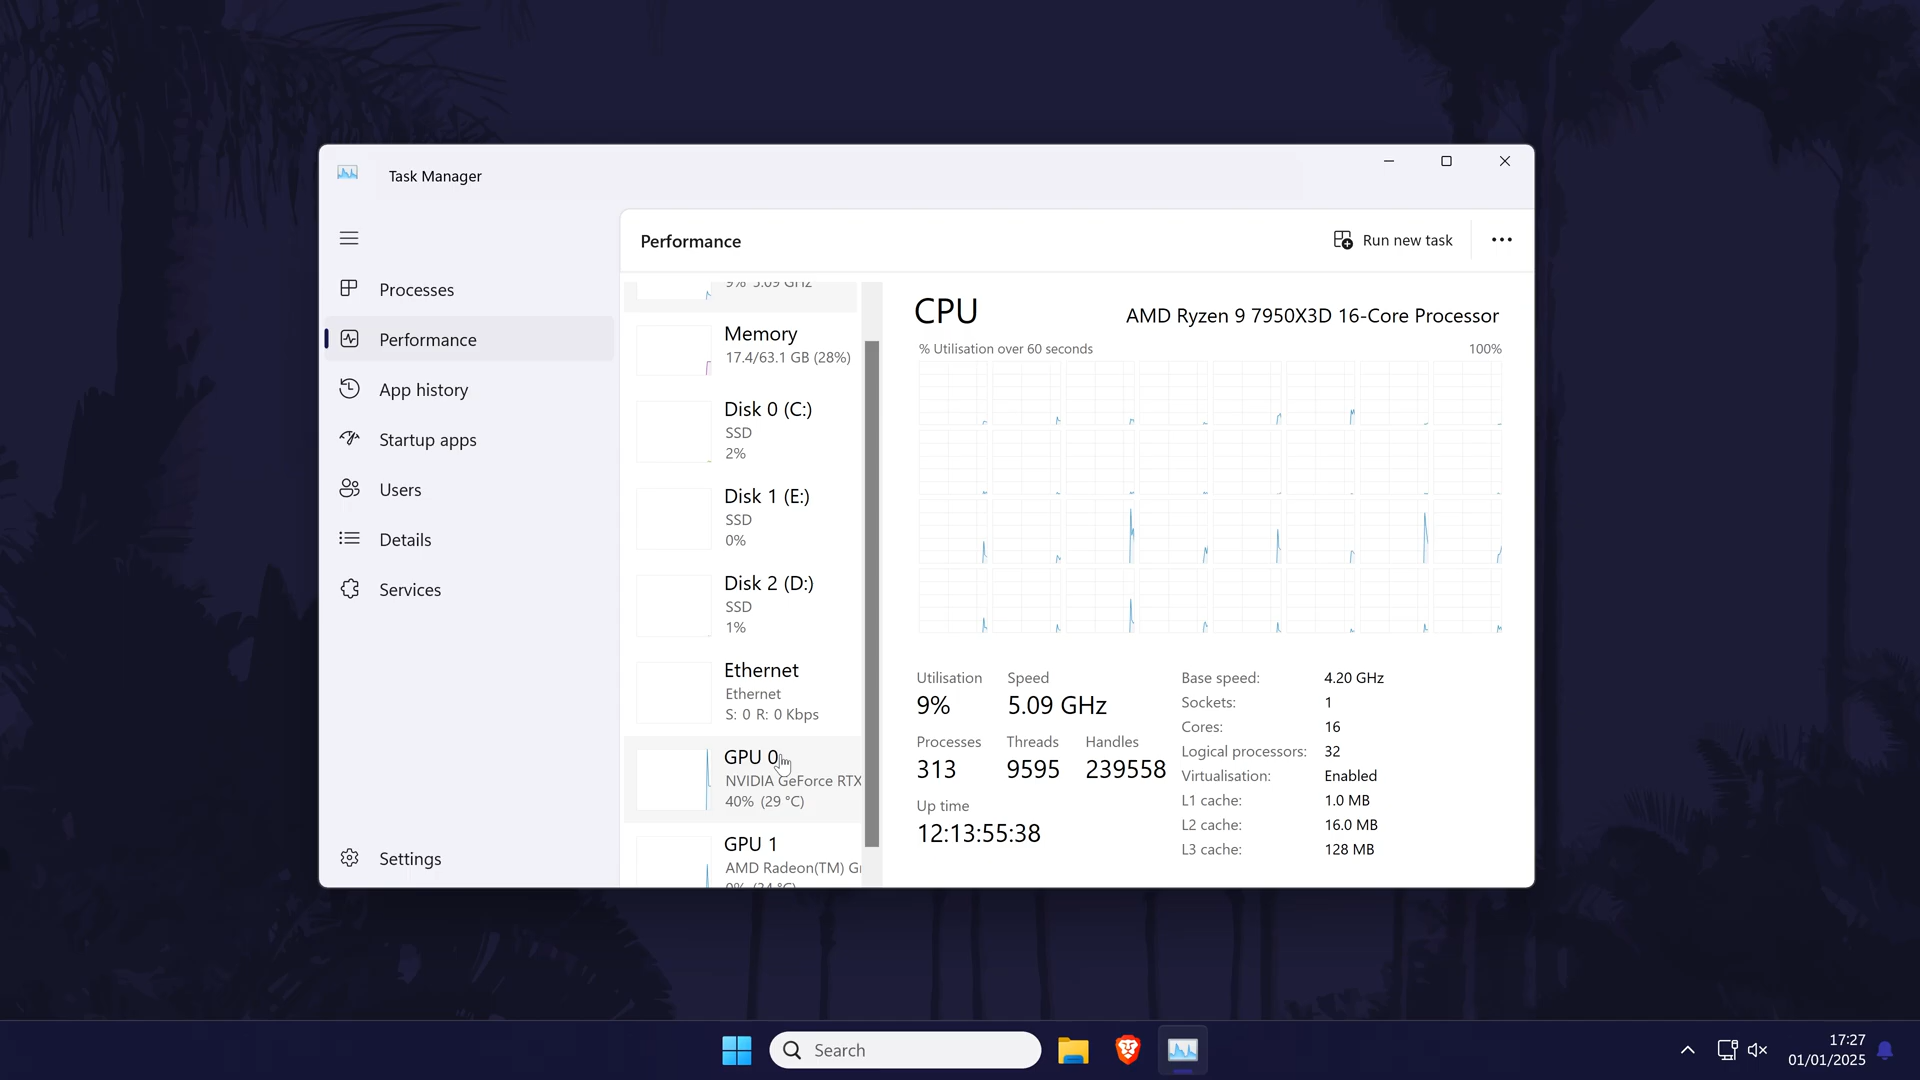 Task Manager
Processes
Performance
App history
Startup apps
Users
Details
Services
Settings
Performance
Run new task
9% 5.09 GHz
Memory
17.4/63.1 GB (28%)
Disk 0 (C:)
SSD
2%
Disk 1 (E:)
SSD
0%
Disk 2 (D:)
SSD
1%
Ethernet
Ethernet
S: 0 R: 0 Kbps
GPU 0
NVIDIA GeForce RTX
40% (29 °C)
GPU 1
AMD Radeon(TM)
0% (34 °C)
CPU
AMD Ryzen 9 7950X3D 16-Core Processor
% Utilisation over 60 seconds
100%
Utilisation
9%
Speed
5.09 GHz
Processes
313
Threads
9595
Handles
239558
Up time
12:13:55:38
Base speed: 4.20 GHz
Sockets: 1
Cores: 16
Logical processors: 32
Virtualisation: Enabled
L1 cache: 1.0 MB
L2 cache: 16.0 MB
L3 cache: 128 MB
Search
17:27
01/01/2025